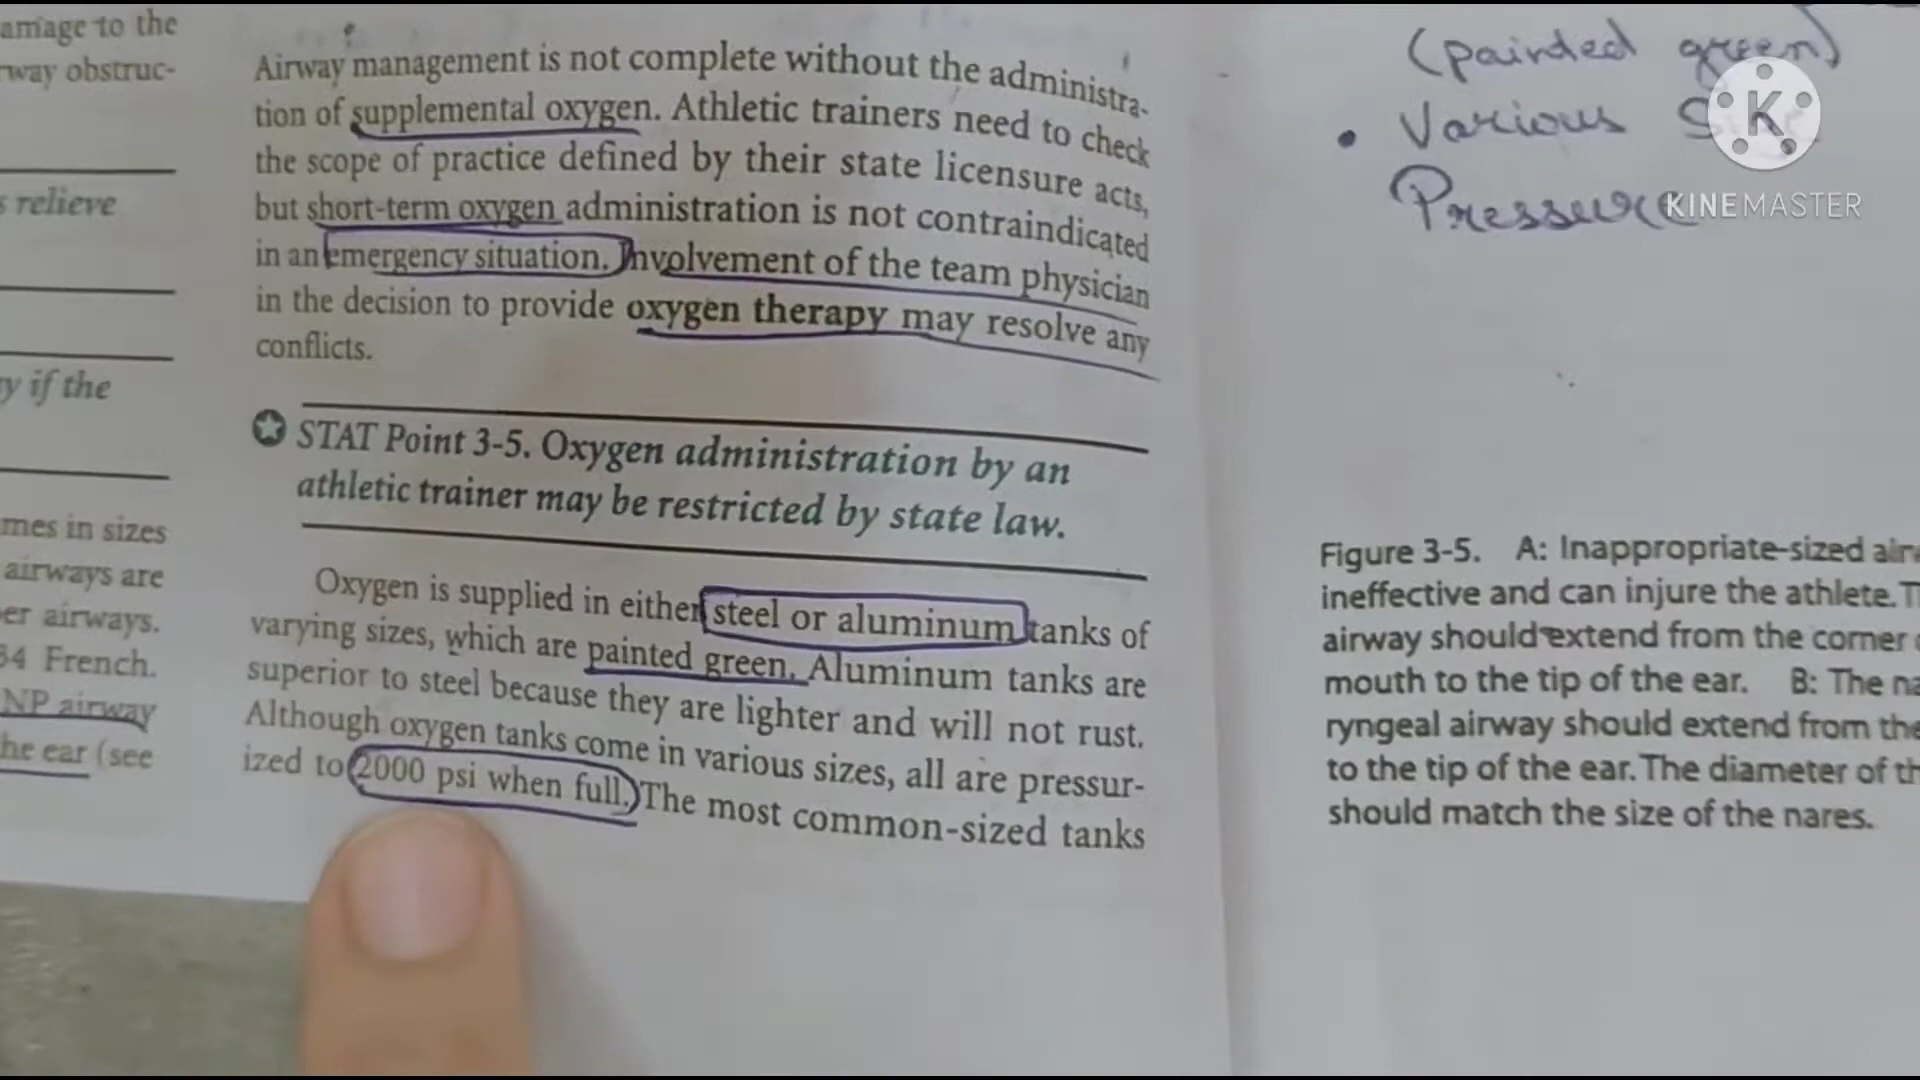 amage to the
rway obstruc-
s relieve
y if the
mes in sizes
airways are
er airways.
34 French.
NP airway
he ear (see
Airway management is not complete without the administra-
tion of supplemental oxygen. Athletic trainers need to check
the scope of practice defined by their state licensure acts,
but short-term oxygen administration is not contraindicated
in an emergency situation. Involvement of the team physician
in the decision to provide oxygen therapy may resolve any
conflicts.
STAT Point 3-5. Oxygen administration by an
athletic trainer may be restricted by state law.
Oxygen is supplied in either steel or aluminum tanks of
varying sizes, which are painted green. Aluminum tanks are
superior to steel because they are lighter and will not rust.
Although oxygen tanks come in various sizes, all are pressur-
ized to 2000 psi when full. The most common-sized tanks
(painded green)
• Various
Pressure
K
KINEMASTER
Figure 3-5. A: Inappropriate-sized air
ineffective and can injure the athlete. T
airway should extend from the corner
mouth to the tip of the ear. B: The na
ryngeal airway should extend from the
to the tip of the ear. The diameter of th
should match the size of the nares.